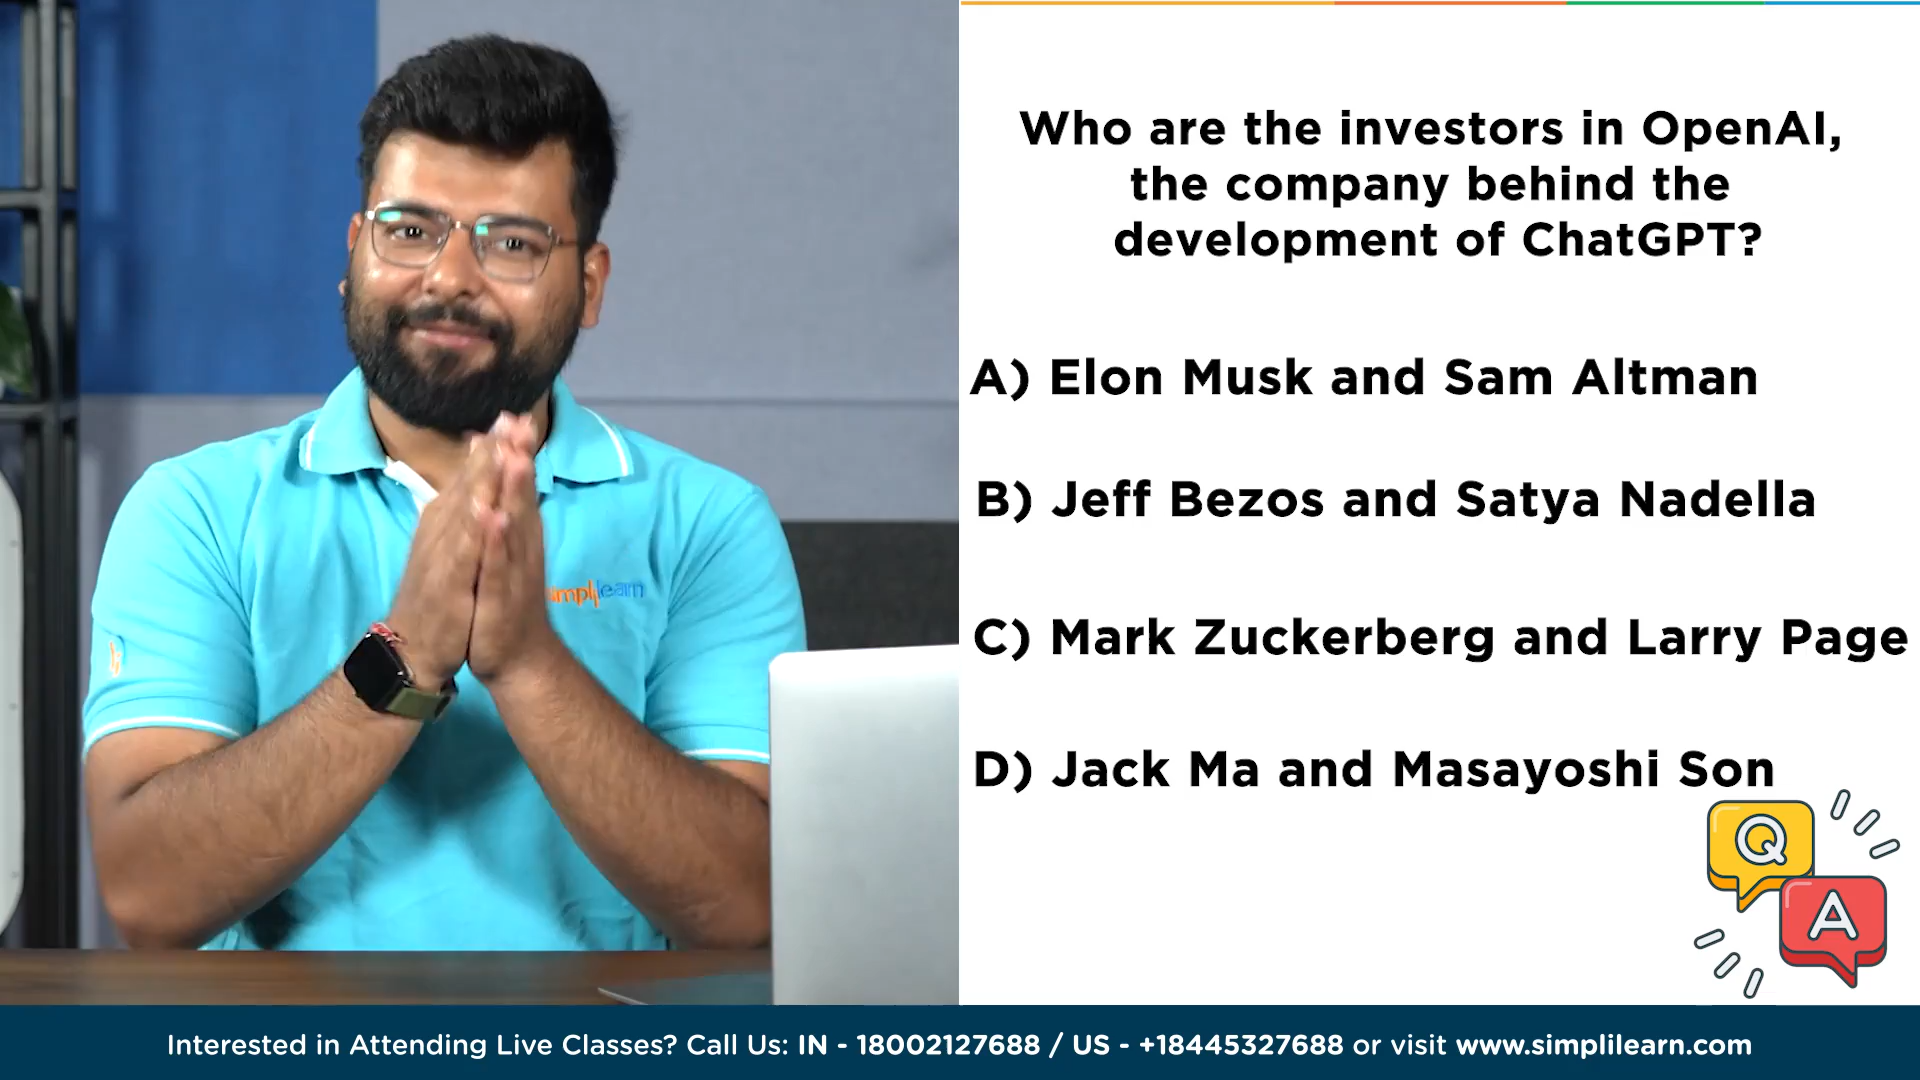 simplilearn
Who are the investors in OpenAI,
the company behind the
development of ChatGPT?
A) Elon Musk and Sam Altman
B) Jeff Bezos and Satya Nadella
C) Mark Zuckerberg and Larry Page
D) Jack Ma and Masayoshi Son
Q
A
Interested in Attending Live Classes? Call Us: IN - 18002127688 / US - +18445327688 or visit www.simplilearn.com